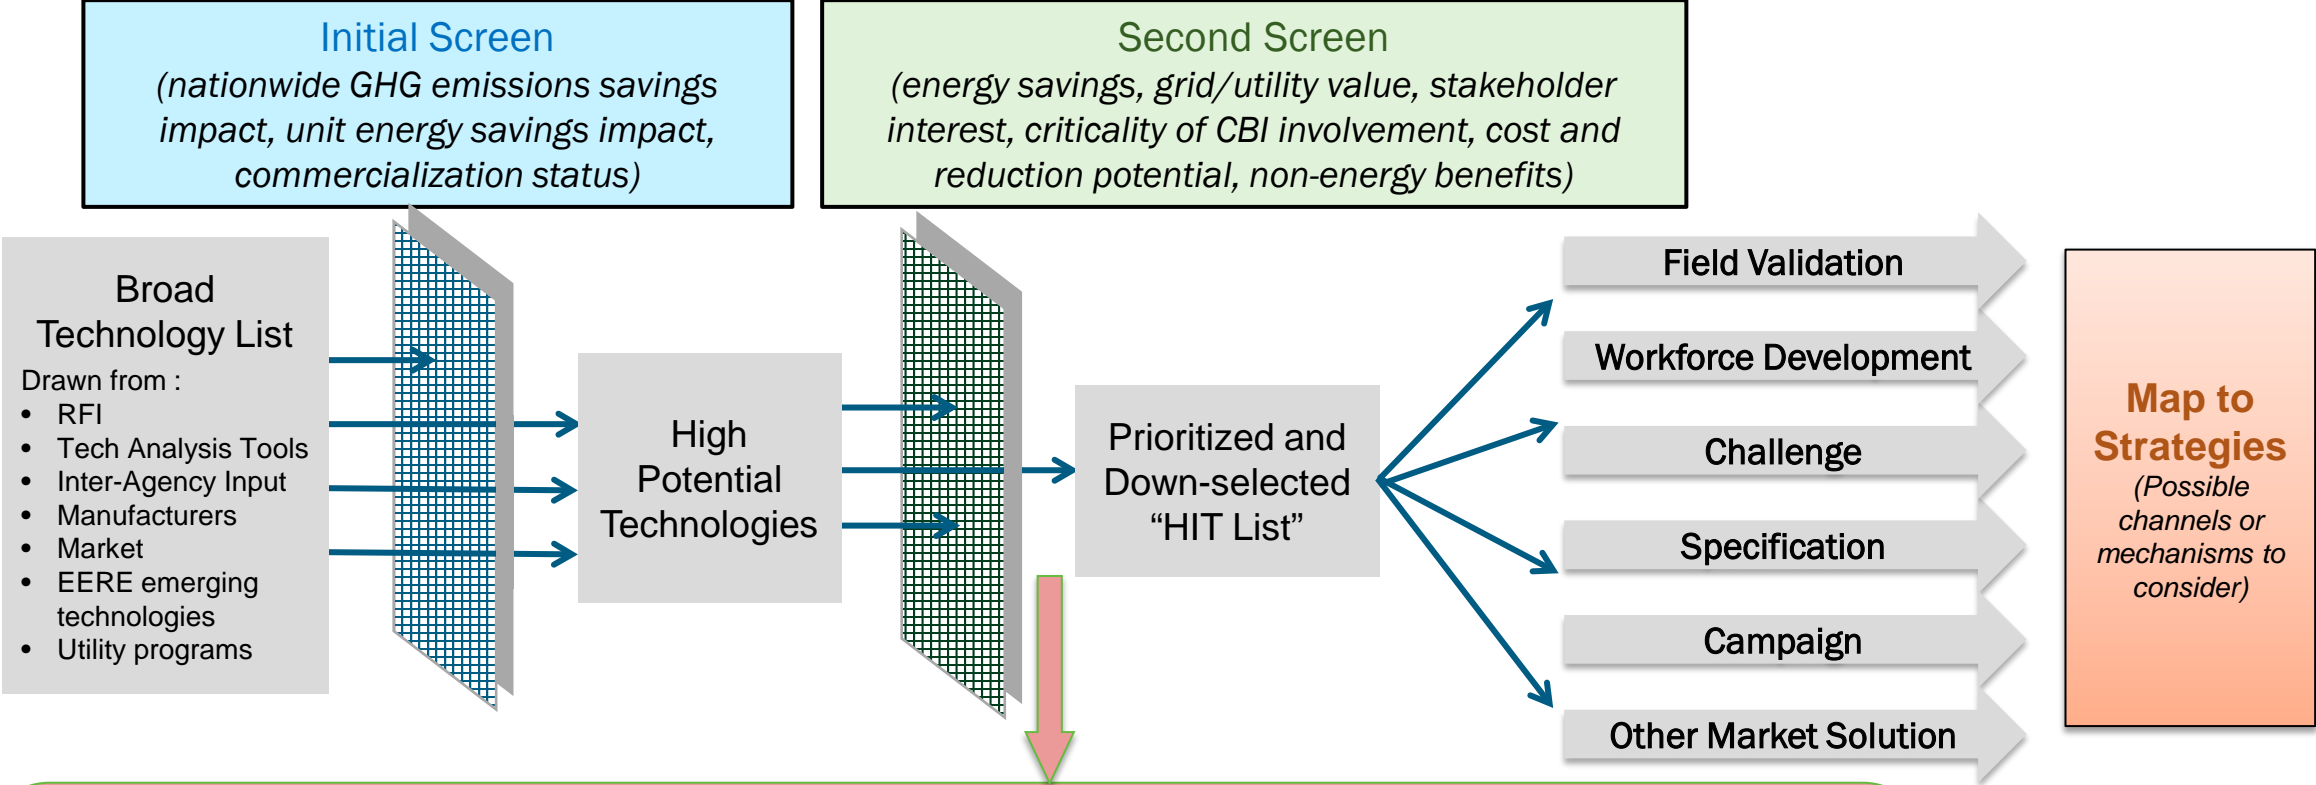 Initial Screen
(nationwide GHG emissions savings
impact, unit energy savings impact,
commercialization status)
Second Screen
(energy savings, grid/utility value, stakeholder
interest, criticality of CBI involvement, cost and
reduction potential, non-energy benefits)
Broad
Technology List
Drawn from :
• RFI
• Tech Analysis Tools
• Inter-Agency Input
• Manufacturers
• Market
• EERE emerging
technologies
• Utility programs
High
Potential
Technologies
Prioritized and
Down-selected
“HIT List”
Field Validation
Workforce Development
Challenge
Specification
Campaign
Other Market Solution
Map to
Strategies
(Possible
channels or
mechanisms to
consider)